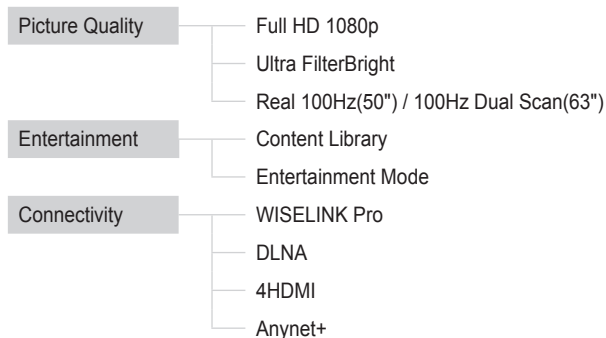 Picture Quality
Full HD 1080p
Ultra FilterBright
Real 100Hz(50") / 100Hz Dual Scan(63")
Entertainment
Content Library
Entertainment Mode
Connectivity
WISELINK Pro
DLNA
4HDMI
Anynet+